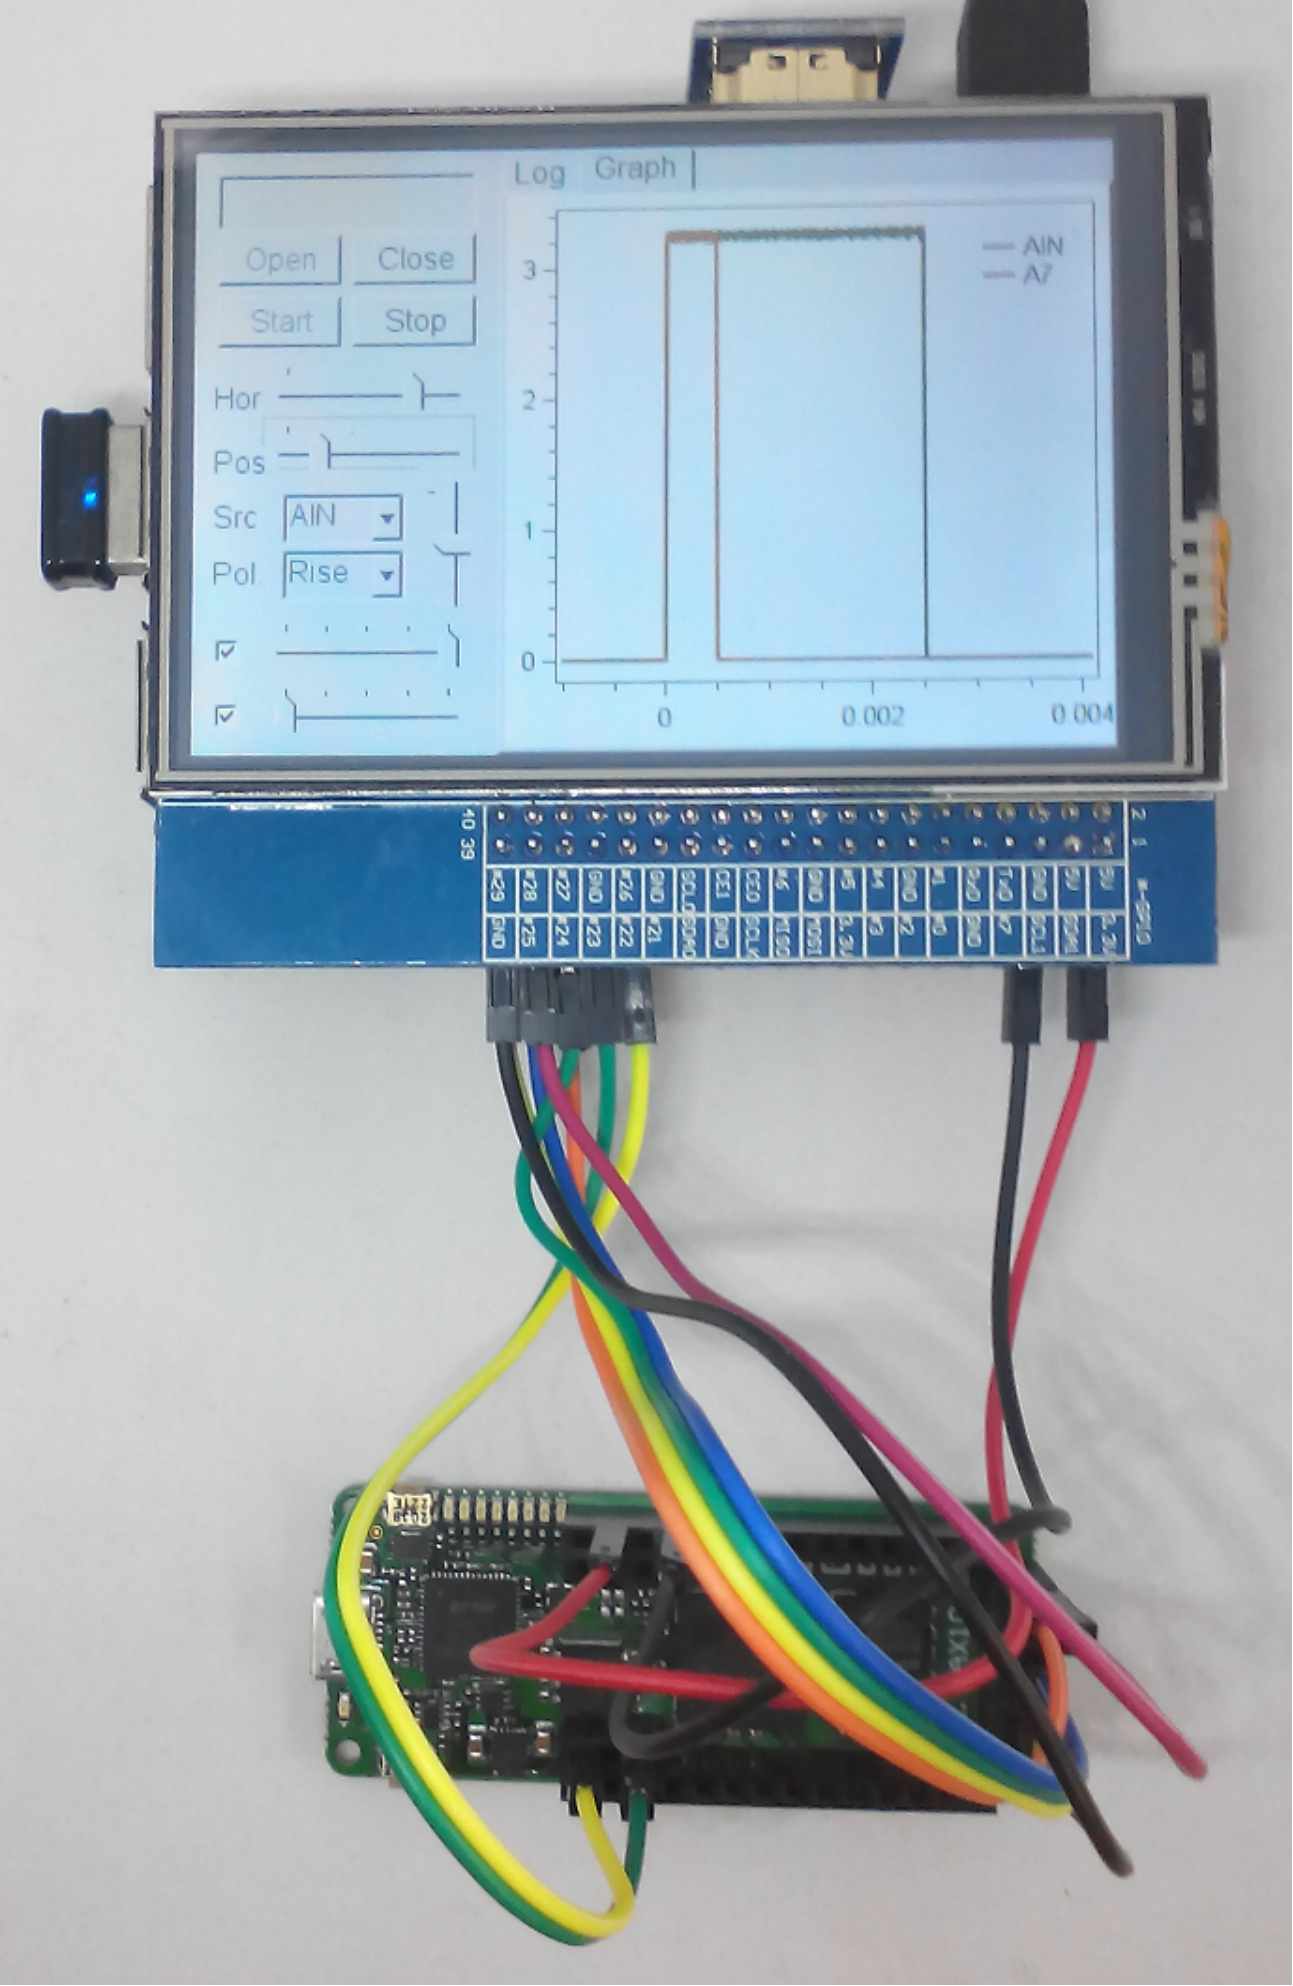 Log Graph
Open Close
Start Stop
Hor
Pos
Src AIN
Pol Rise
AIN
A7
3
2
1
0
0 0.002 0.004
40 39
2 1
#29 #28 #27 GND #26 GND SCL0 SDA0 CE1 CE0 #6 GND #5 #4 GND #1 RxD TxD GND 5V 5V
GND #25 #24 #23 #22 #21 GND SCLK MISO MOSI 3.3V #3 #2 #0 GND #7 SCL1 SDA1 3.3V